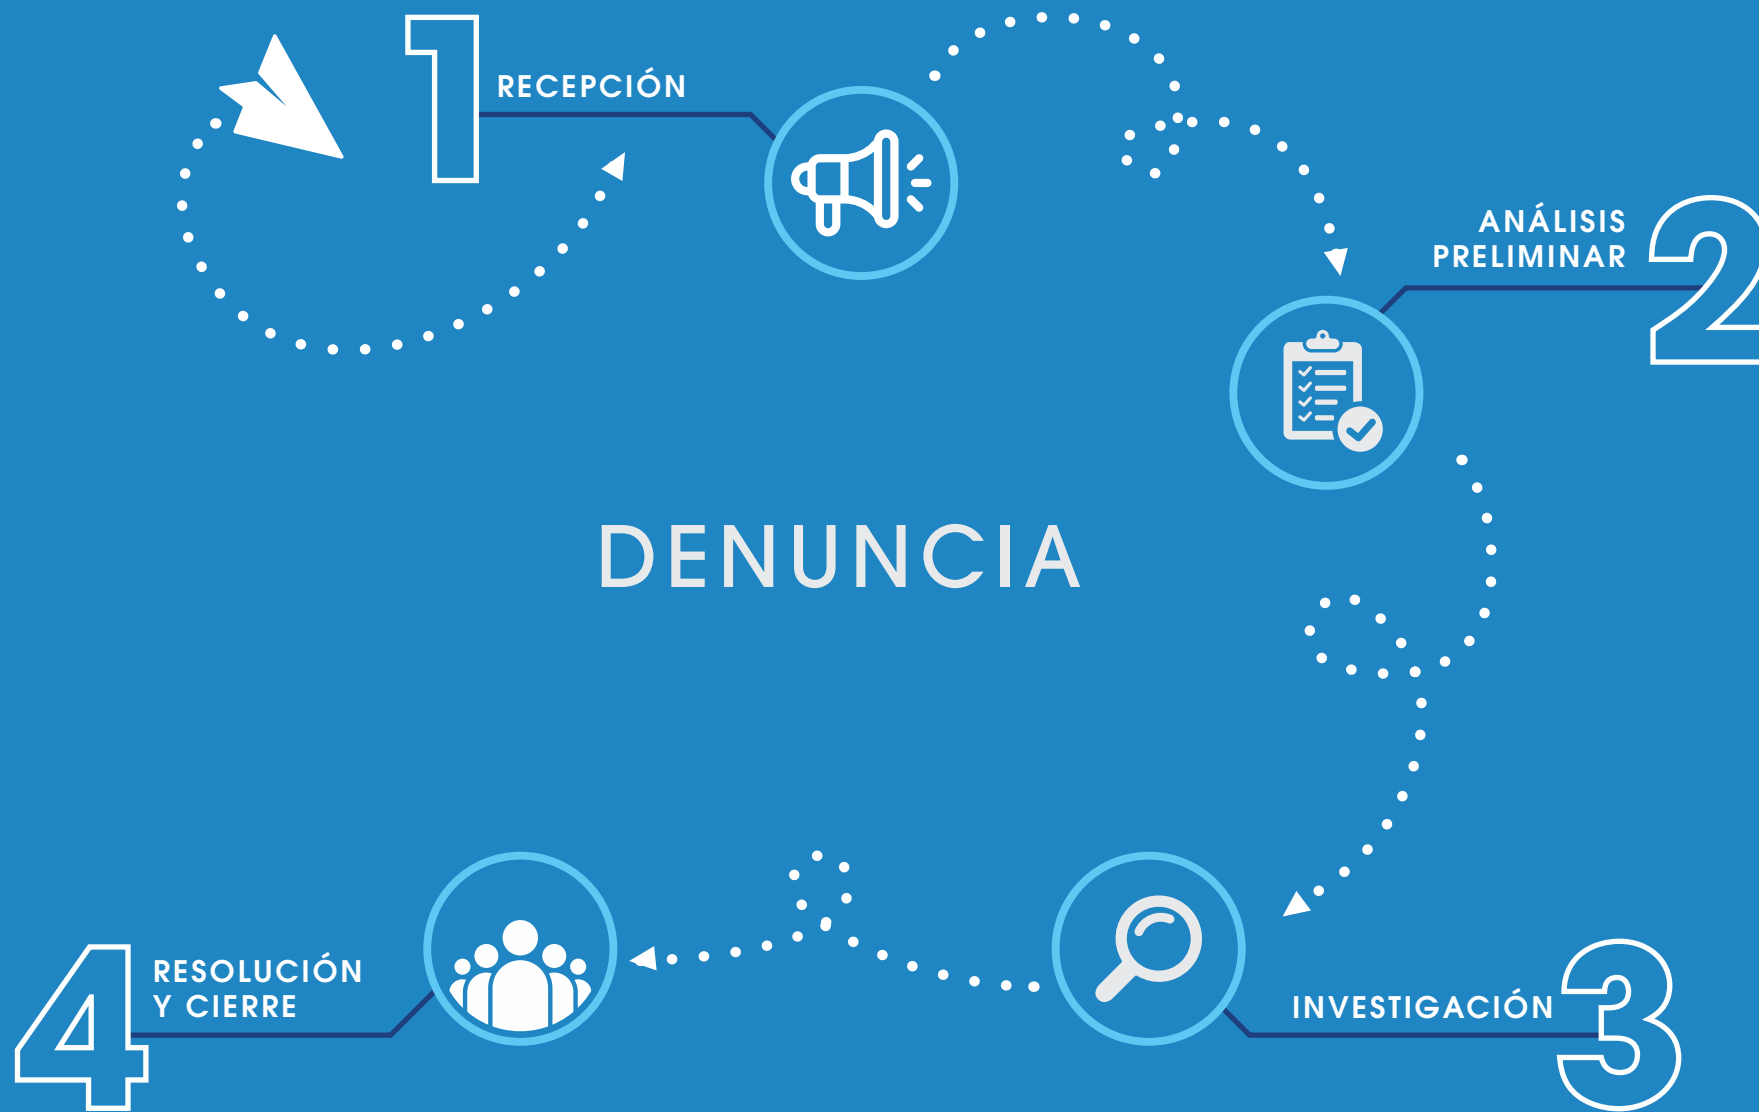 1
RECEPCIÓN
2
ANÁLISIS
PRELIMINAR
DENUNCIA
3
INVESTIGACIÓN
4
RESOLUCIÓN
Y CIERRE